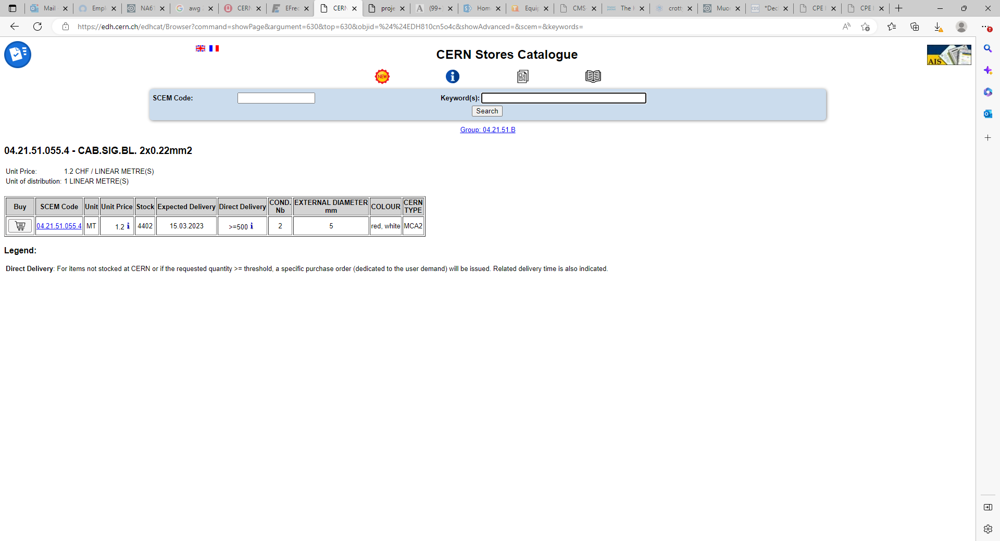 Mail
Empl
NA61
awg
CERN
EFre
CERN
proje
(99+)
Hom
Equi
CMS-
The
crott
Muo
*Dec
CPE
CPE
https://edh.cern.ch/edhcat/Browser?command=showPage&argument=630&top=630&objid=%24%24EDH810cn5o4c&showAdvanced=&scem=&keywords=
CERN Stores Catalogue
AIS
NEW
SCEM Code:
Keyword(s):
Search
Group: 04.21.51.B
04.21.51.055.4 - CAB.SIG.BL. 2x0.22mm2
Unit Price: 1.2 CHF / LINEAR METRE(S)
Unit of distribution: 1 LINEAR METRE(S)
Buy SCEM Code Unit Unit Price Stock Expected Delivery Direct Delivery COND. Nb EXTERNAL DIAMETER mm COLOUR CERN TYPE
04.21.51.055.4 MT 1.2 i 4402 15.03.2023 >=500 i 2 5 red, white MCA2
Legend:
Direct Delivery: For items not stocked at CERN or if the requested quantity >= threshold, a specific purchase order (dedicated to the user demand) will be issued. Related delivery time is also indicated.